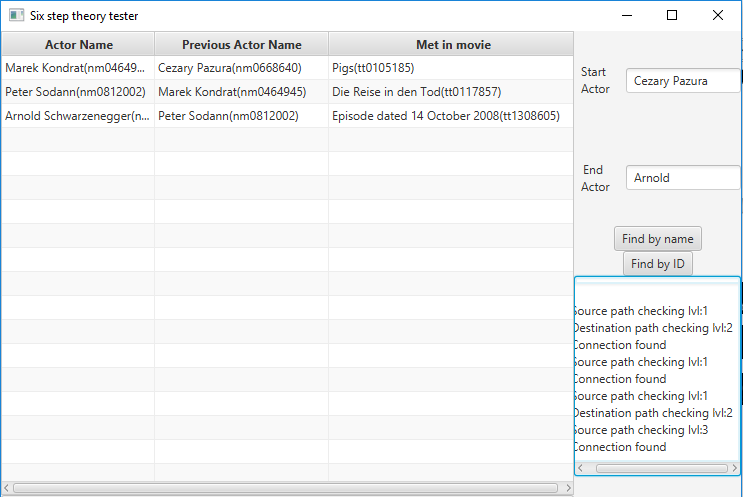 Six step theory tester
Actor Name Previous Actor Name Met in movie
Marek Kondrat(nm04649... Cezary Pazura(nm0668640) Pigs(tt0105185)
Peter Sodann(nm0812002) Marek Kondrat(nm0464945) Die Reise in den Tod(tt0117857)
Arnold Schwarzenegger(n... Peter Sodann(nm0812002) Episode dated 14 October 2008(tt1308605)
Start
Actor
Cezary Pazura
End
Actor
Arnold
Find by name
Find by ID
Source path checking lvl:1
Destination path checking lvl:2
Connection found
Source path checking lvl:1
Connection found
Source path checking lvl:1
Destination path checking lvl:2
Source path checking lvl:3
Connection found